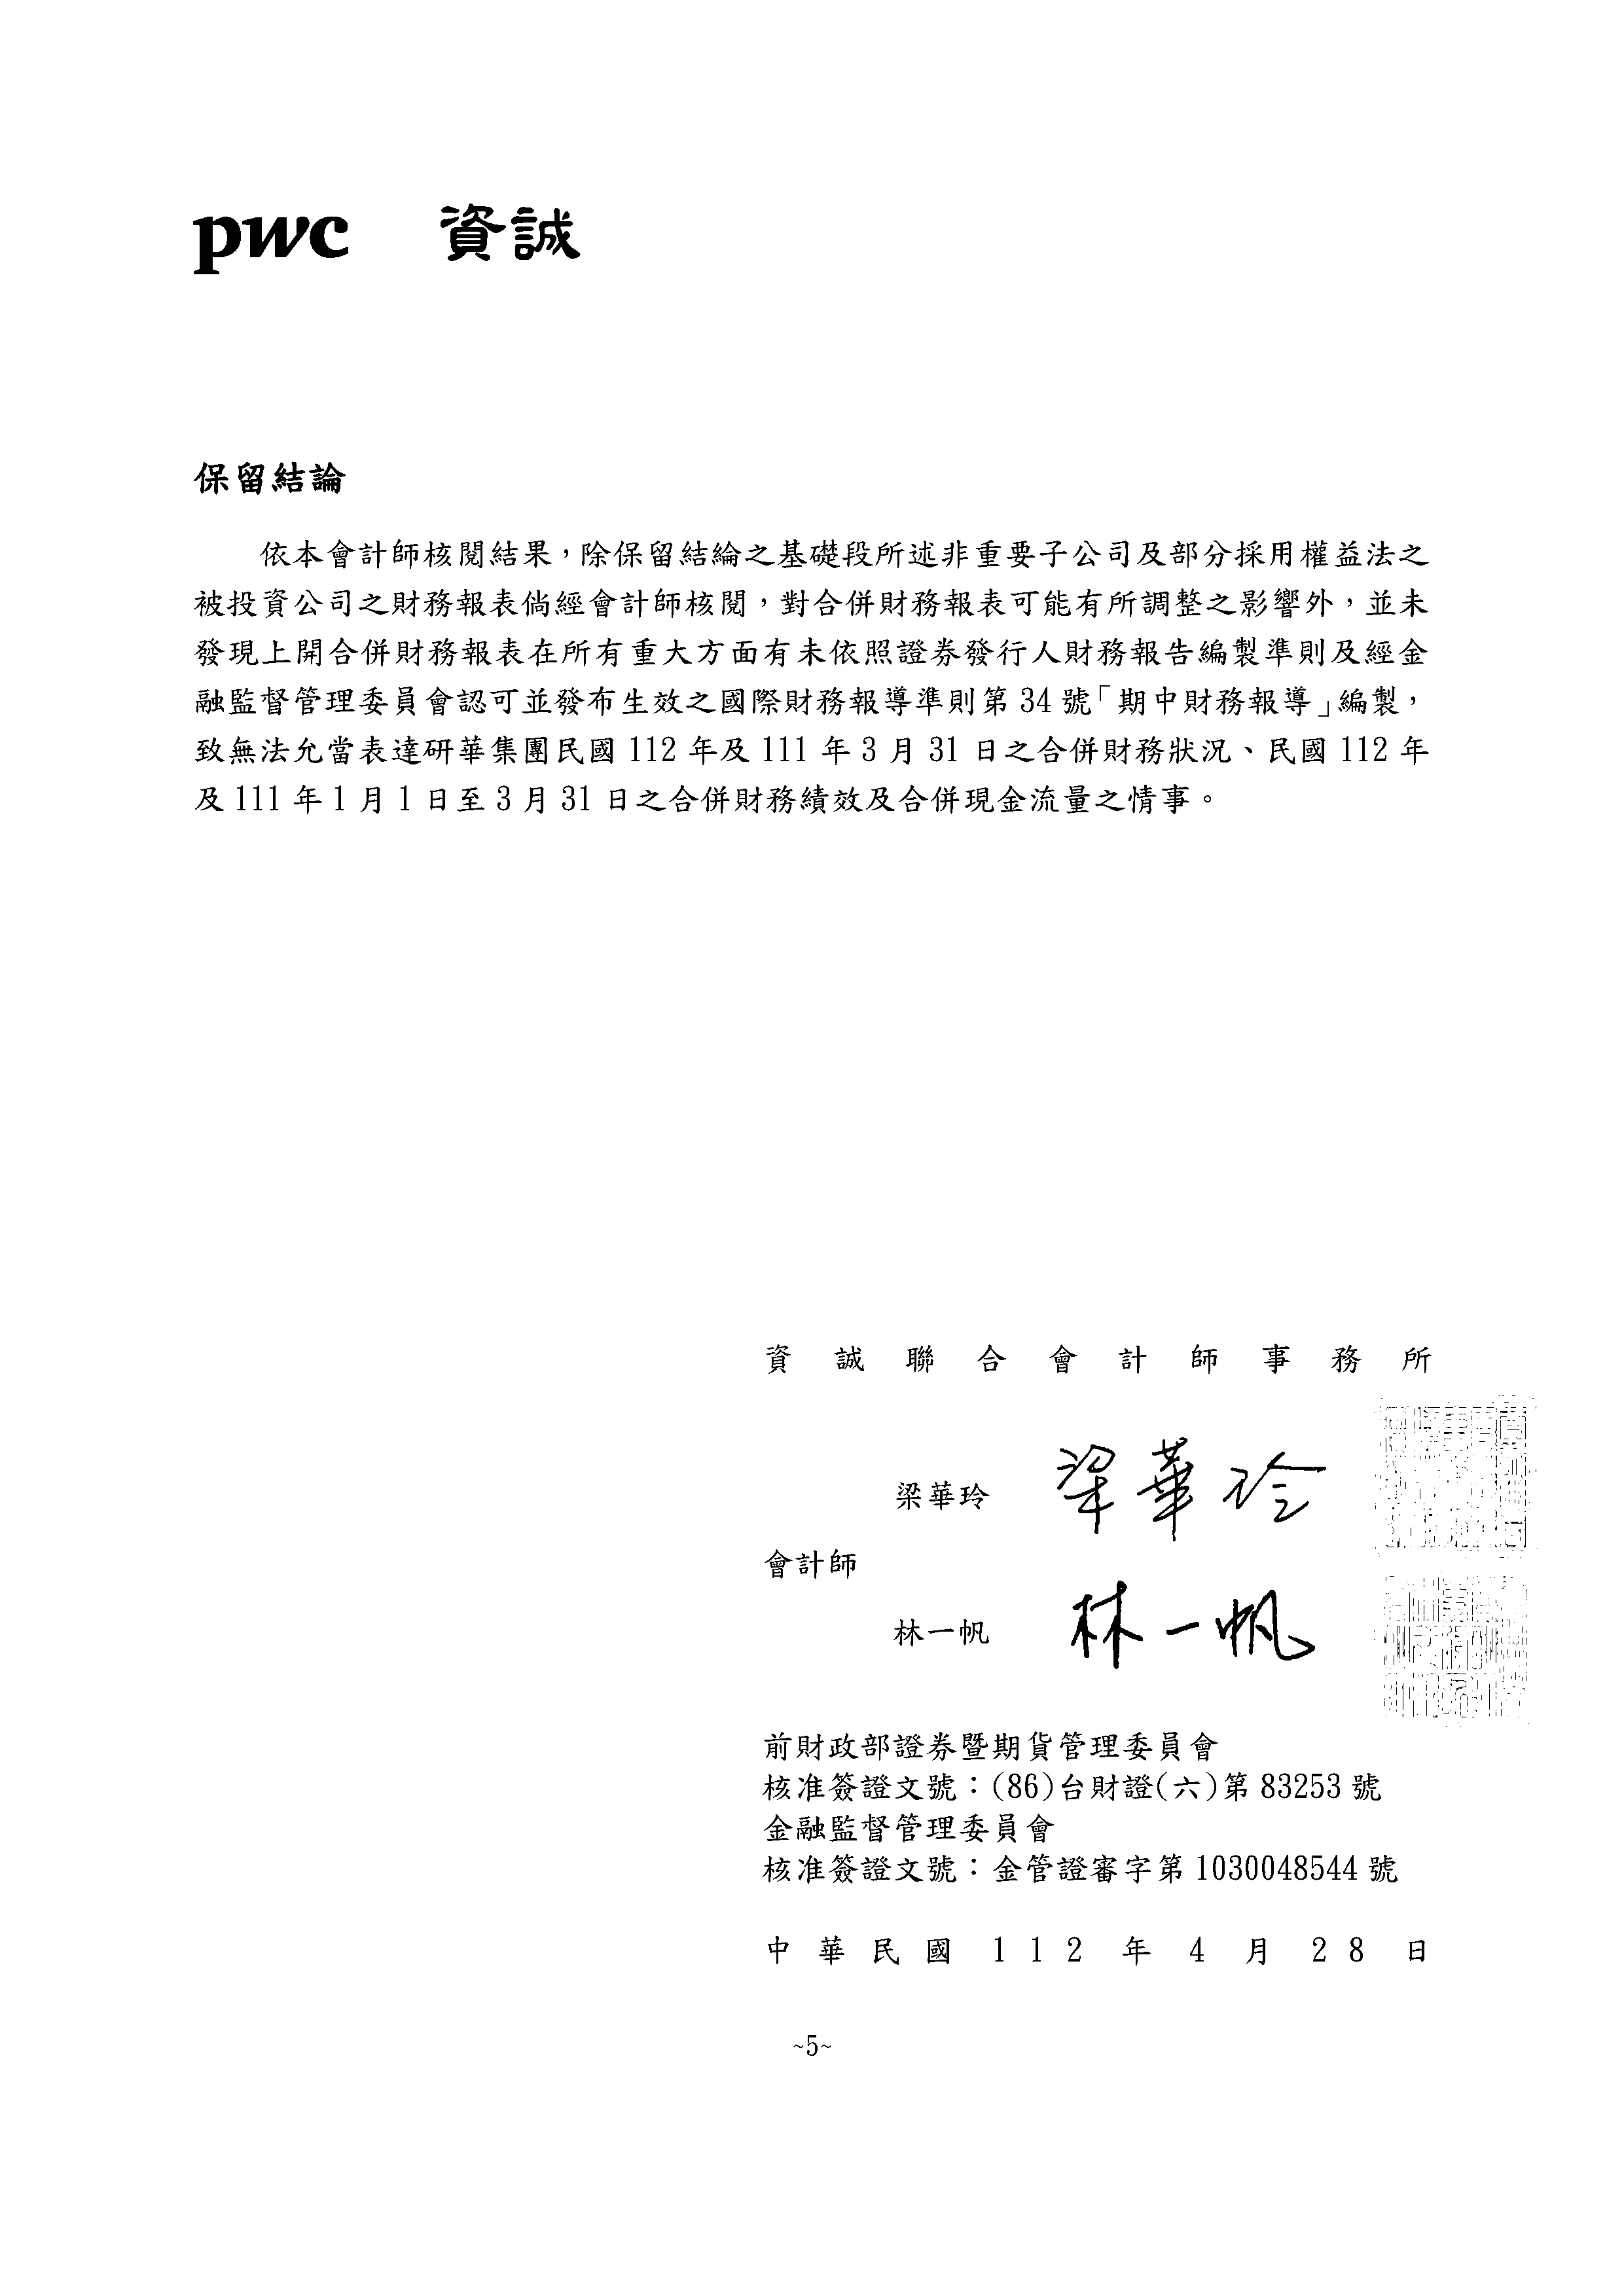 pwc 資誠
保留結論
依本會計師核閱結果，除保留結綸之基礎段所述非重要子公司及部分採用權益法之
被投資公司之財務報表倘經會計師核閱，對合併財務報表可能有所調整之影響外，並未
發現上開合併財務報表在所有重大方面有未依照證券發行人財務報告編製準則及經金
融監督管理委員會認可並發布生效之國際財務報導準則第 34 號「期中財務報導」編製，
致無法允當表達研華集團民國 112 年及 111 年 3 月 31 日之合併財務狀況、民國 112 年
及 111 年 1 月 1 日至 3 月 31 日之合併財務績效及合併現金流量之情事。
資誠聯合會計師事務所
梁華玲 梁華玲
會計師
林一帆 林一帆
前財政部證券暨期貨管理委員會
核准簽證文號：(86)台財證(六)第 83253 號
金融監督管理委員會
核准簽證文號：金管證審字第 1030048544 號
中華民國 112 年 4 月 28 日
~5~